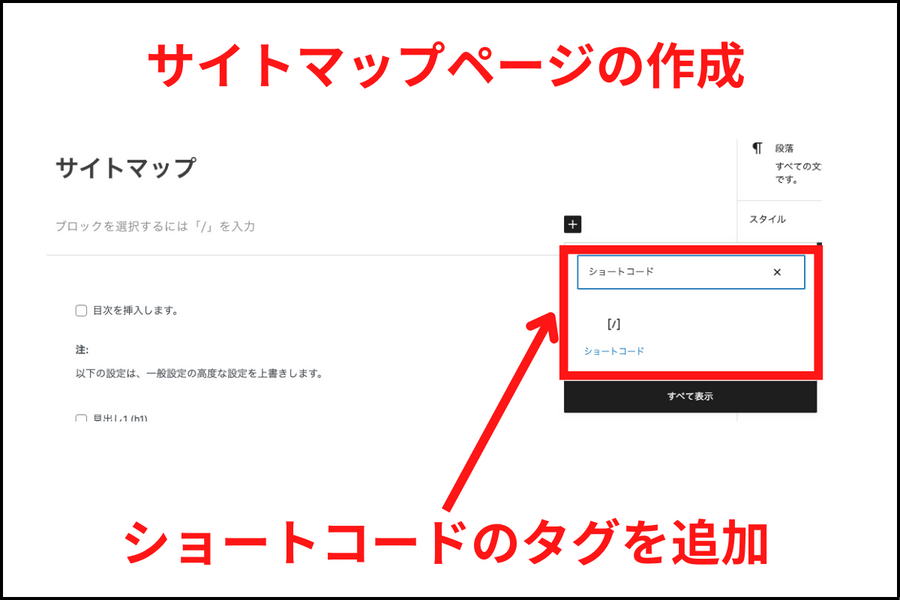 サイトマップページの作成
サイトマップ
ブロックを選択するには「/」を入力
¶ 段落
すべての文
です。
スタイル
ショートコード
[/]
ショートコード
すべて表示
目次を挿入します。
注:
以下の設定は、一般設定の高度な設定を上書きします。
見出し1 (h1)
ショートコードのタグを追加